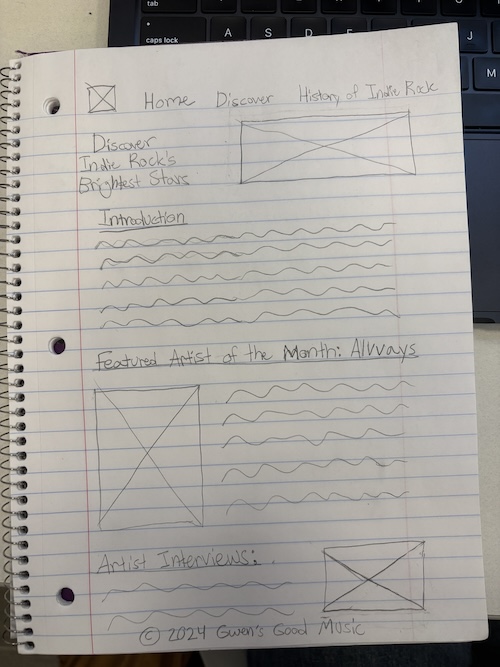 tab
caps lock
A
S
D
J
M
Home Discover History of Indie Rock
Discover
Indie Rock's
Brightest Stars
Introduction
Featured Artist of the Month: Alvvays
Artist Interviews:
© 2024 Gwen's Good Music